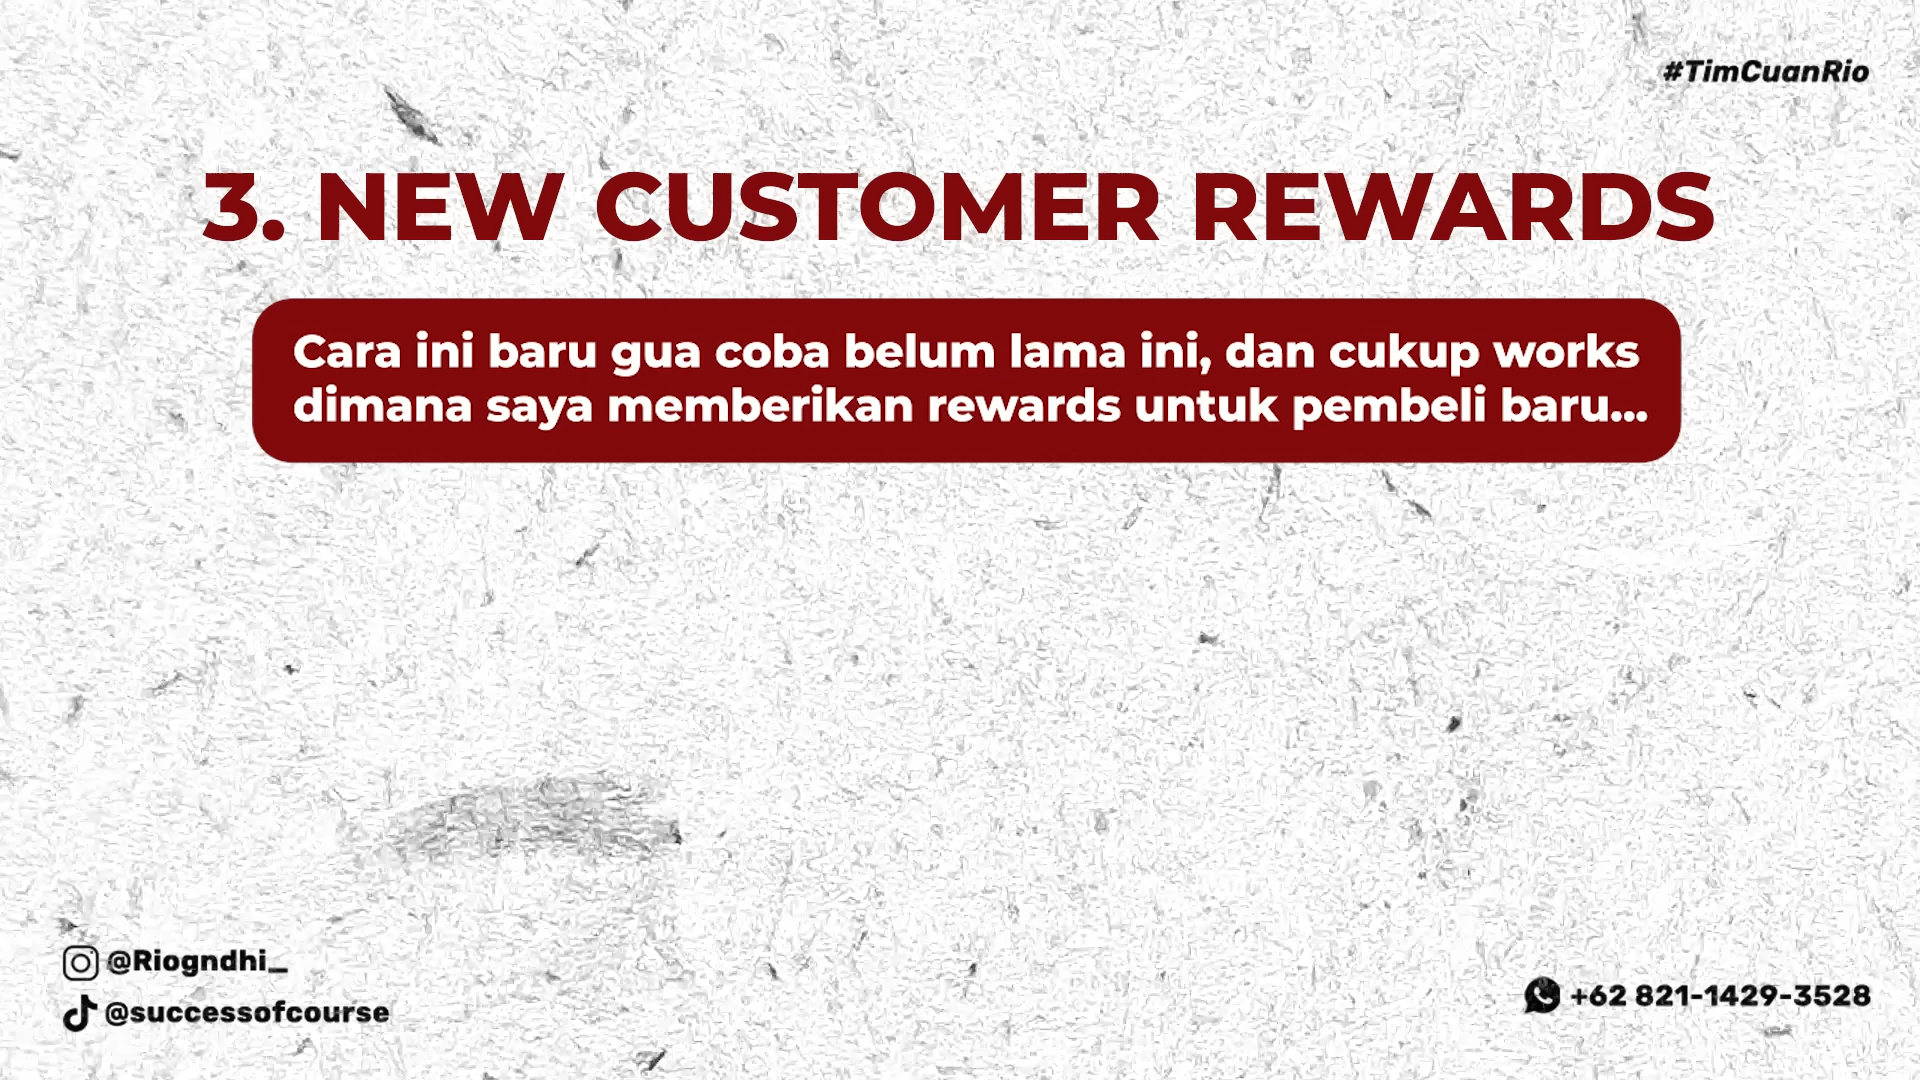 #TimCuanRio
3. NEW CUSTOMER REWARDS
Cara ini baru gua coba belum lama ini, dan cukup works
dimana saya memberikan rewards untuk pembeli baru...
@Riogndhi_
@successofcourse
+62 821-1429-3528